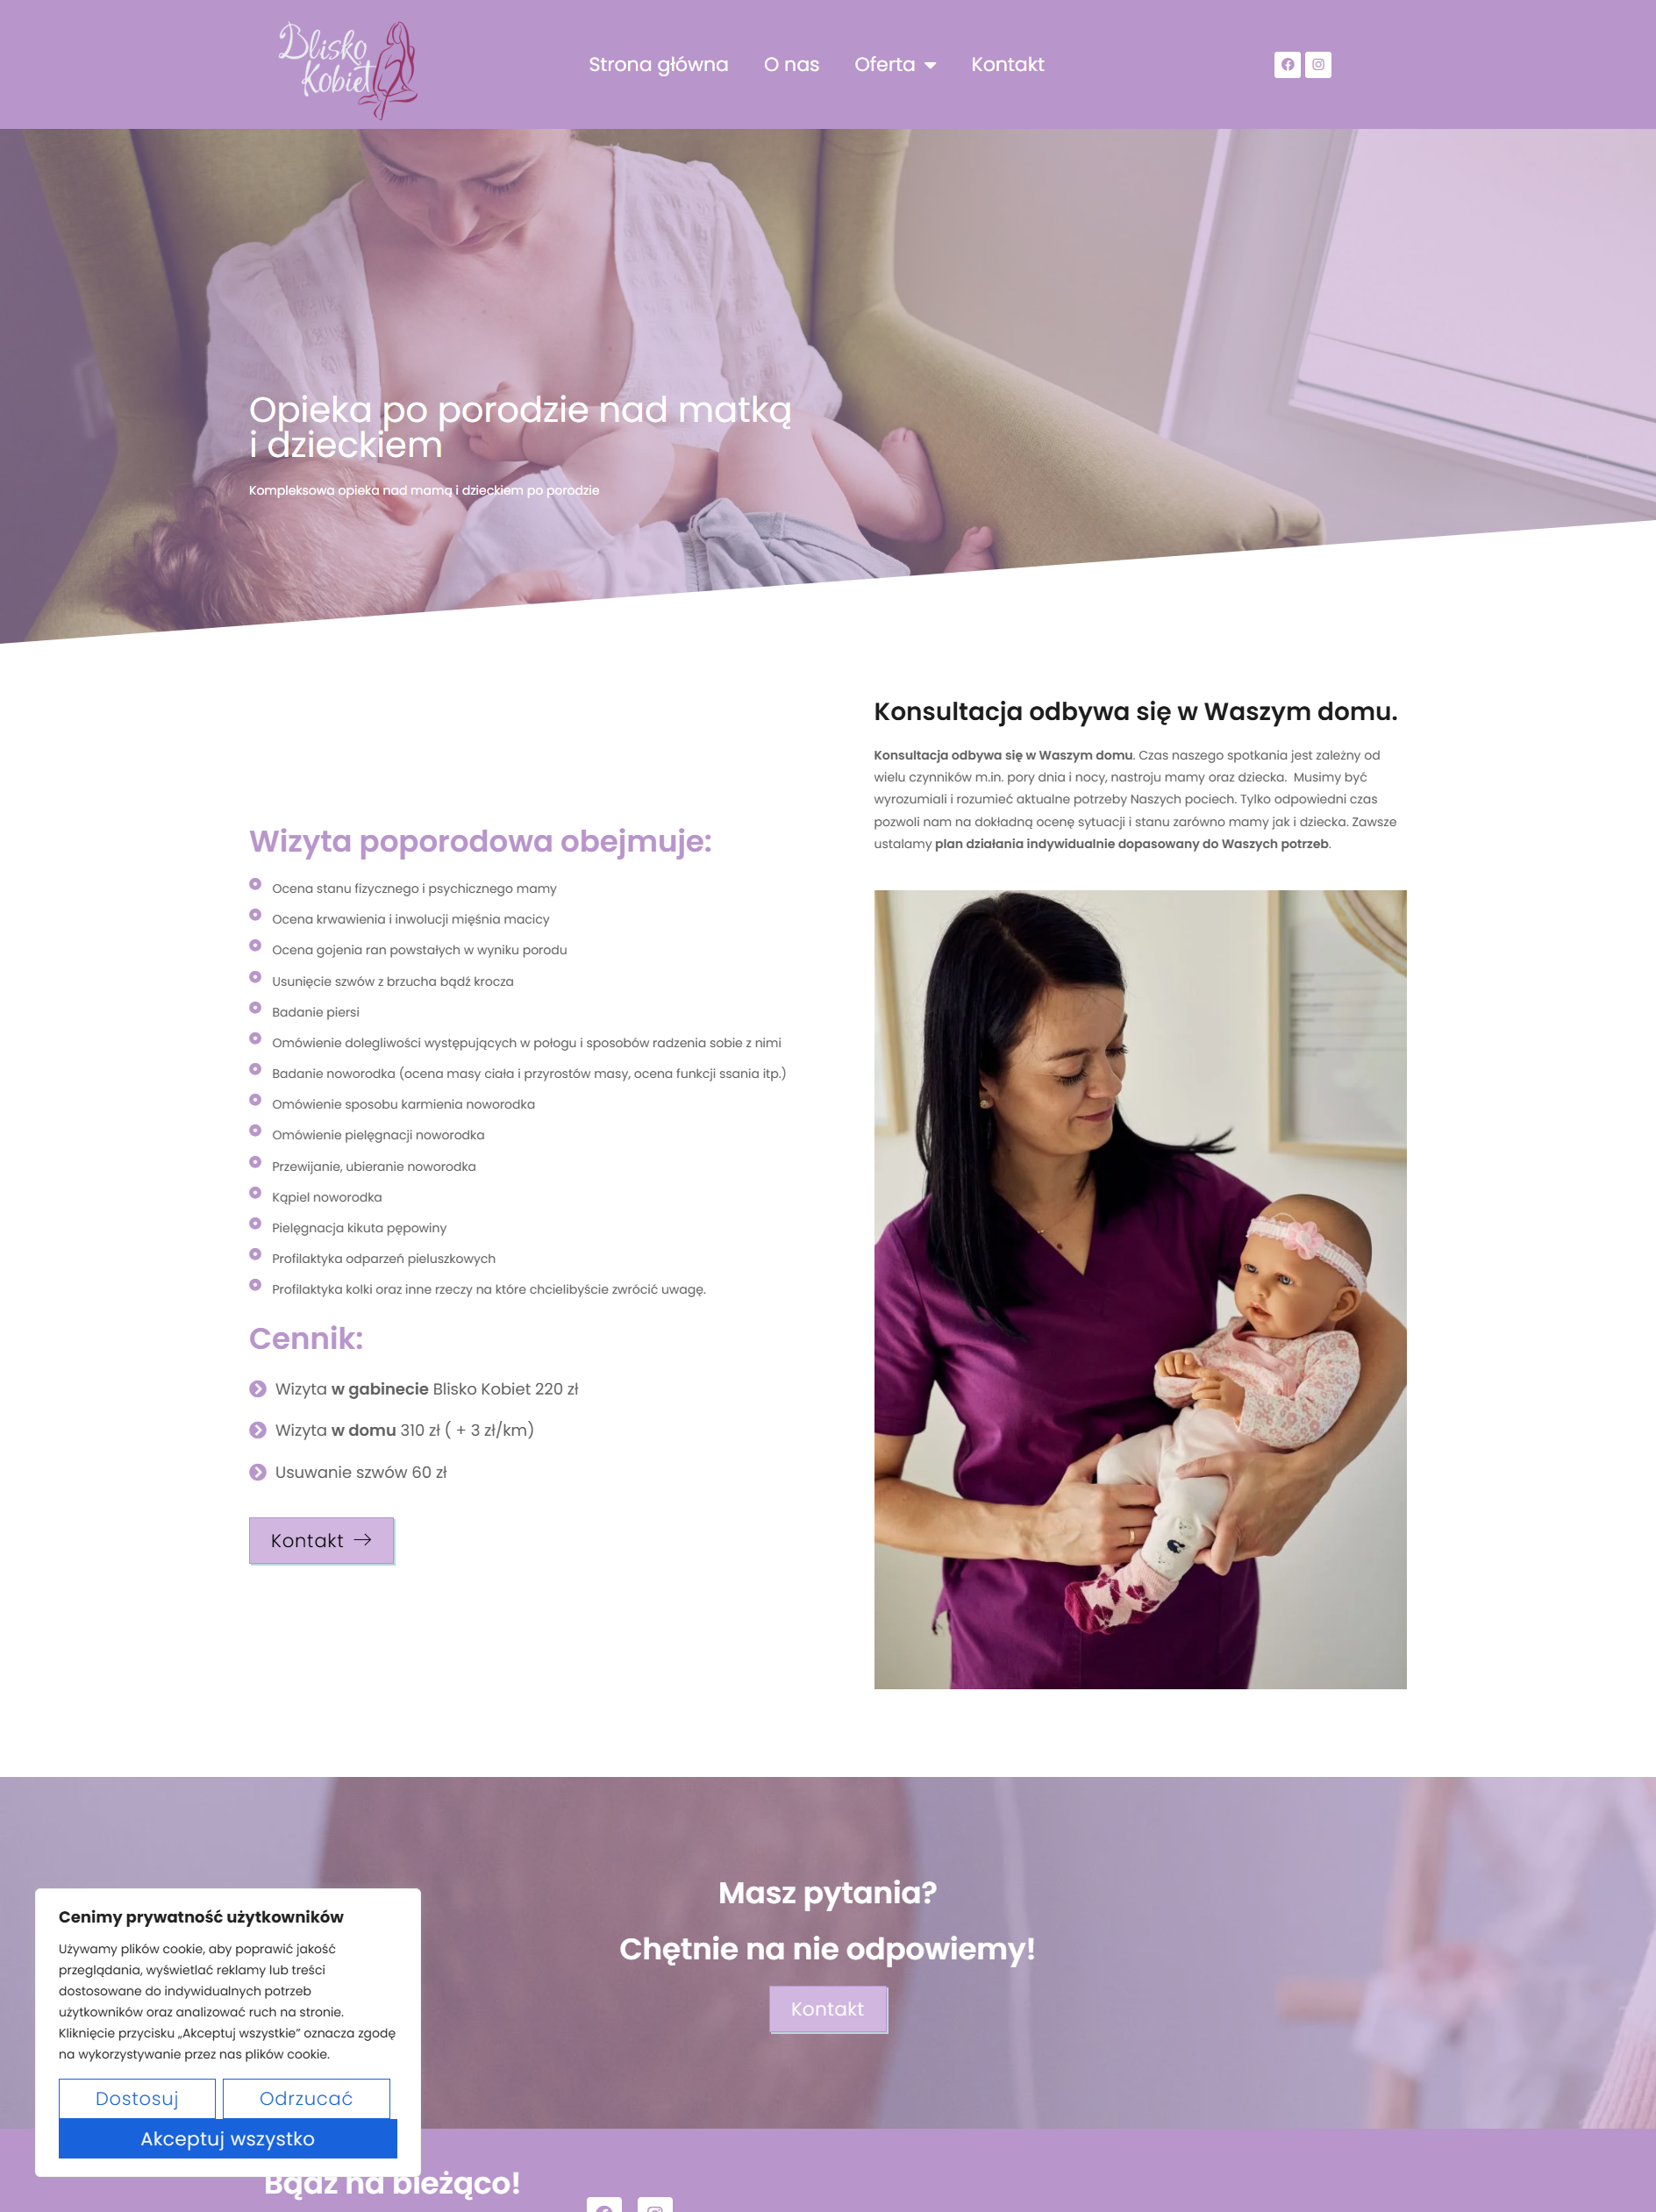 Blisko
Kobiet
Strona główna
O nas
Oferta
Kontakt
Opieka po porodzie nad matką
i dzieckiem
Kompleksowa opieka nad mamą i dzieckiem po porodzie
Wizyta poporodowa obejmuje:
Ocena stanu fizycznego i psychicznego mamy
Ocena krwawienia i inwolucji mięśnia macicy
Ocena gojenia ran powstałych w wyniku porodu
Usunięcie szwów z brzucha bądź krocza
Badanie piersi
Omówienie dolegliwości występujących w połogu i sposobów radzenia sobie z nimi
Badanie noworodka (ocena masy ciała i przyrostów masy, ocena funkcji ssania itp.)
Omówienie sposobu karmienia noworodka
Omówienie pielęgnacji noworodka
Przewijanie, ubieranie noworodka
Kąpiel noworodka
Pielęgnacja kikuta pępowiny
Profilaktyka odparzeń pieluszkowych
Profilaktyka kolki oraz inne rzeczy na które chcielibyście zwrócić uwagę.
Cennik:
Wizyta w gabinecie Blisko Kobiet 220 zł
Wizyta w domu 310 zł ( + 3 zł/km)
Usuwanie szwów 60 zł
Kontakt
Konsultacja odbywa się w Waszym domu.
Konsultacja odbywa się w Waszym domu. Czas naszego spotkania jest zależny od
wielu czynników m.in. pory dnia i nocy, nastroju mamy oraz dziecka.  Musimy być
wyrozumiali i rozumieć aktualne potrzeby Naszych pociech. Tylko odpowiedni czas
pozwoli nam na dokładną ocenę sytuacji i stanu zarówno mamy jak i dziecka. Zawsze
ustalamy plan działania indywidualnie dopasowany do Waszych potrzeb.
Masz pytania?
Chętnie na nie odpowiemy!
Kontakt
Cenimy prywatność użytkowników
Używamy plików cookie, aby poprawić jakość
przeglądania, wyświetlać reklamy lub treści
dostosowane do indywidualnych potrzeb
użytkowników oraz analizować ruch na stronie.
Kliknięcie przycisku „Akceptuj wszystkie” oznacza zgodę
na wykorzystywanie przez nas plików cookie.
Dostosuj
Odrzucać
Akceptuj wszystko
Bądź na bieżąco!